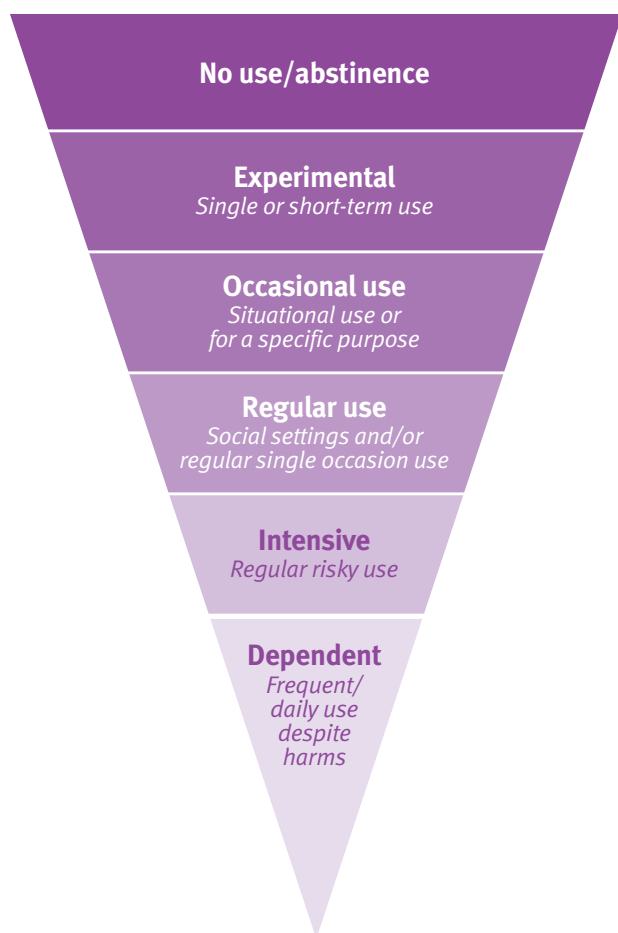 No use/abstinence
Experimental
Single or short-term use
Occasional use
Situational use or
for a specific purpose
Regular use
Social settings and/or
regular single occasion use
Intensive
Regular risky use
Dependent
Frequent/
daily use
despite
harms